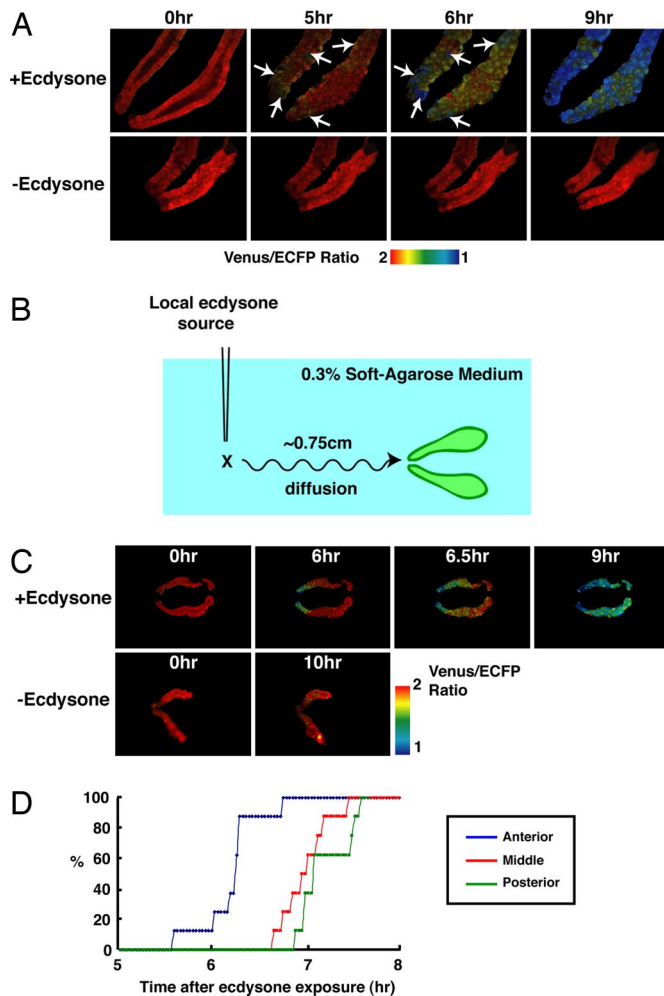 A
0hr 5hr 6hr 9hr
+Ecdysone
-Ecdysone
Venus/ECFP Ratio 2 1
B
Local ecdysone
source
0.3% Soft-Agarose Medium
X
~0.75cm
diffusion
C
0hr 6hr 6.5hr 9hr
+Ecdysone
0hr 10hr
-Ecdysone
Venus/ECFP
Ratio
2
1
D
100
80
60
40
20
0
%
5 6 7 8
Time after ecdysone exposure (hr)
Anterior
Middle
Posterior